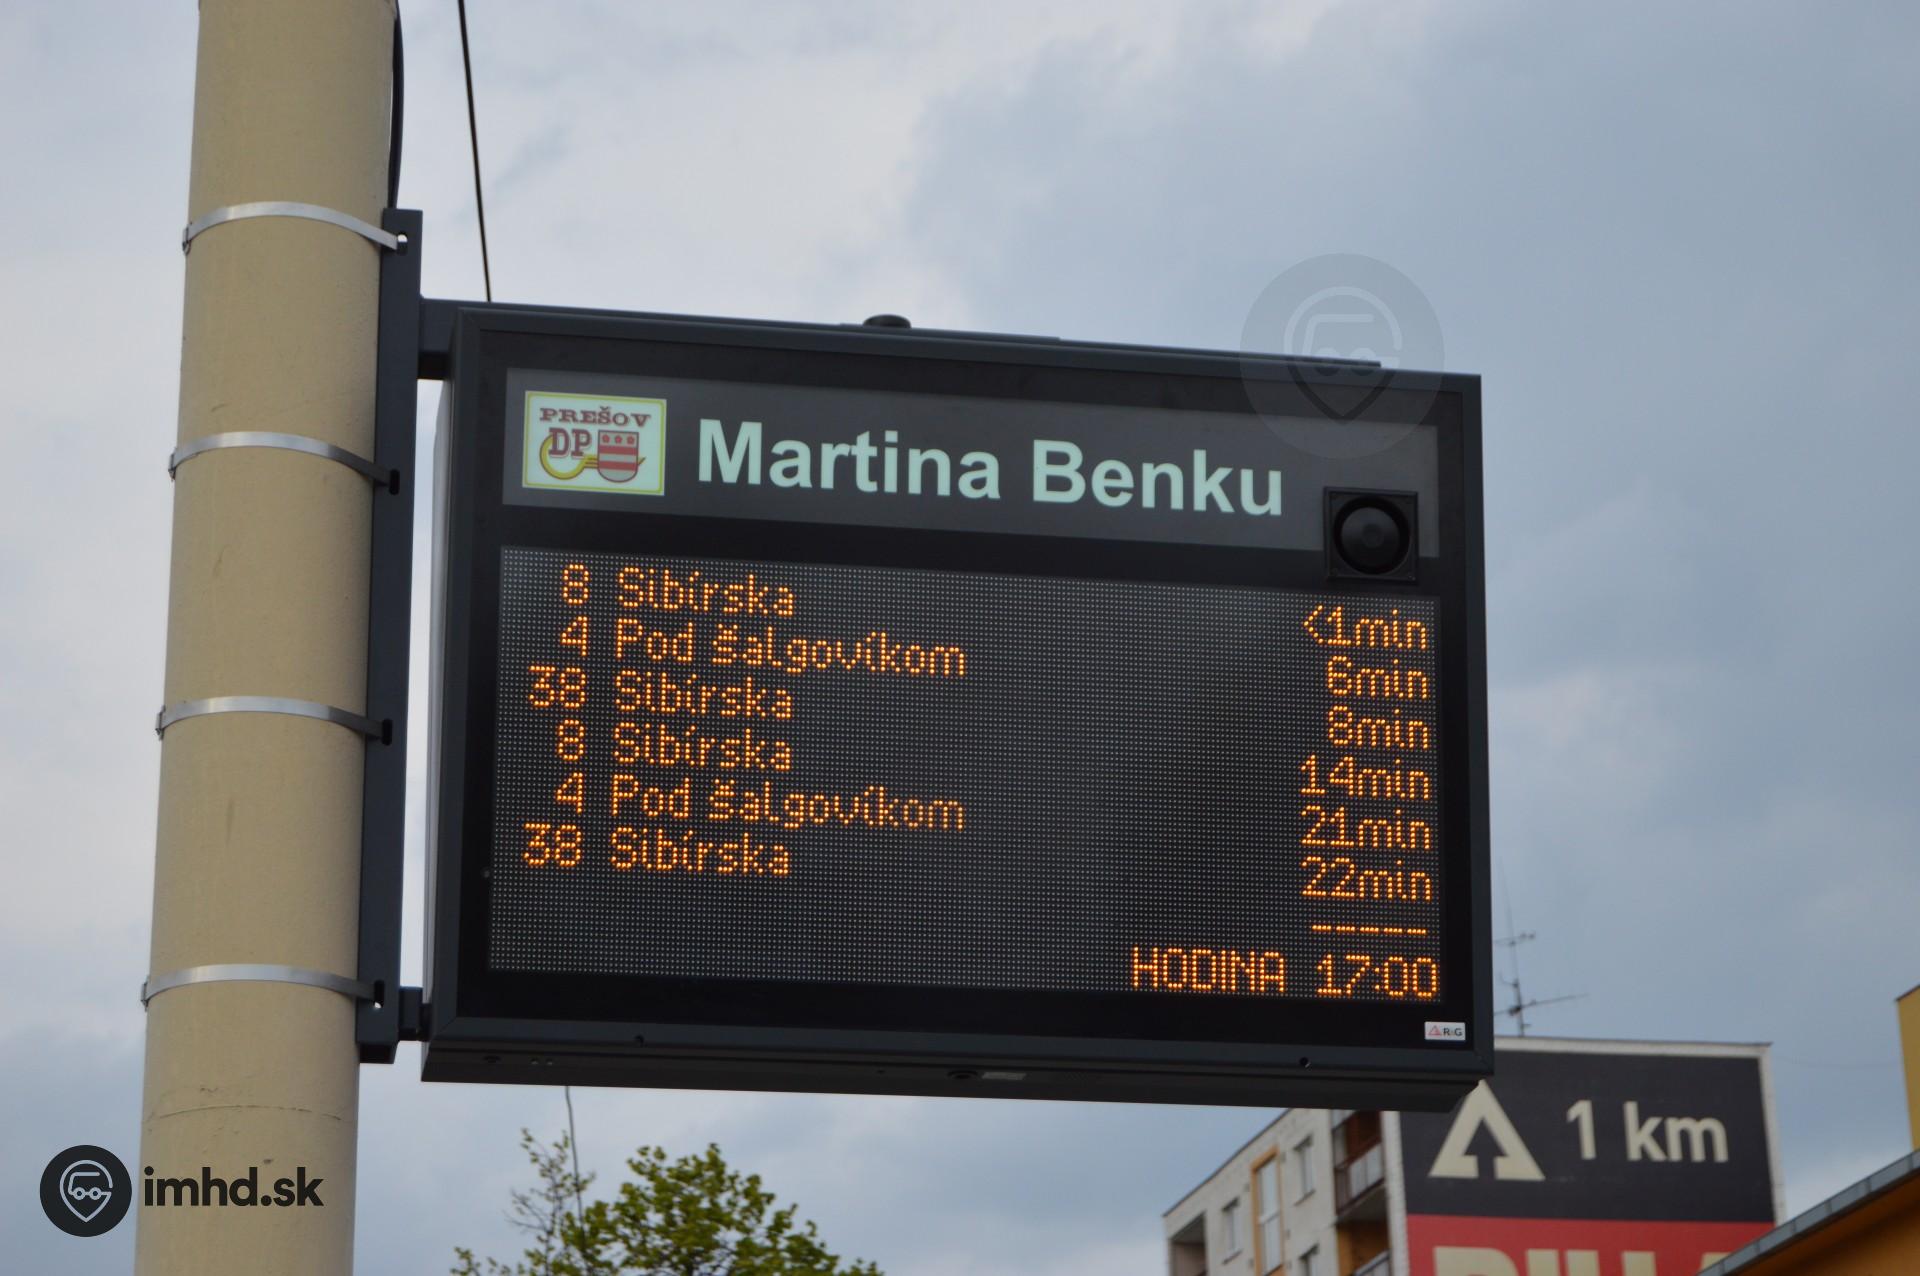 PREŠOV
DP
Martina Benku
8 Sibírska <1min
4 Pod Šalgovíkom 6min
38 Sibírska 8min
8 Sibírska 14min
4 Pod Šalgovíkom 21min
38 Sibírska 22min
-----
HODINA 17:00
R&G
1 km
imhd.sk